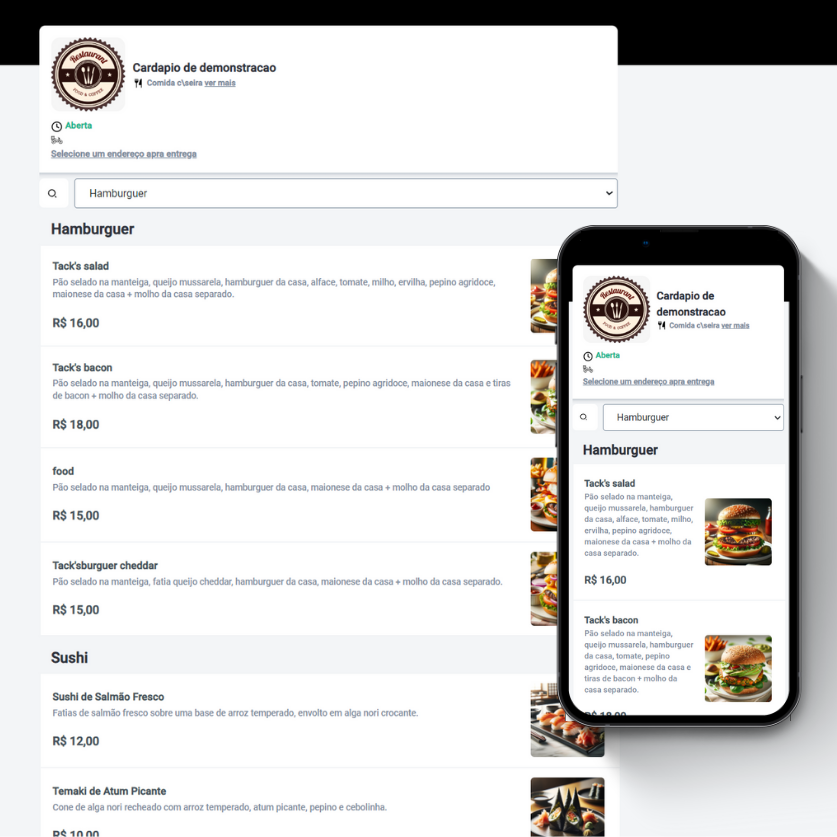 Restaurant
FOOD & COFFEE
Cardapio de demonstracao
Comida c\seira ver mais
Aberta
Selecione um endereço apra entrega
Hamburguer
Hamburguer
Tack's salad
Pão selado na manteiga, queijo mussarela, hamburguer da casa, alface, tomate, milho, ervilha, pepino agridoce,
maionese da casa + molho da casa separado.
R$ 16,00
Tack's bacon
Pão selado na manteiga, queijo mussarela, hamburguer da casa, tomate, pepino agridoce, maionese da casa e tiras
de bacon + molho da casa separado.
R$ 18,00
food
Pão selado na manteiga, queijo musarela, hamburguer da casa, maionese da casa + molho da casa separado
R$ 15,00
Tack'sburguer cheddar
Pão selado na manteiga, fatia queijo cheddar, hamburguer da casa, maionese da casa + molho da casa separado.
R$ 15,00
Sushi
Sushi de Salmão Fresco
Fatias de salmão fresco sobre uma base de arroz temperado, envolto em alga nori crocante.
R$ 12,00
Temaki de Atum Picante
Cone de alga nori recheado com arroz temperado, atum picante, pepino e cebolinha.
R$ 10,00
Restaurant
FOOD & COFFEE
Cardapio de
demonstracao
Comida c\seira ver mais
Aberta
Selecione um endereço apra entrega
Hamburguer
Hamburguer
Tack's salad
Pão selado na manteiga,
queijo mussarela, hamburguer
da casa, alface, tomate, milho,
ervilha, pepino agridoce,
maionese da casa + molho da
casa separado.
R$ 16,00
Tack's bacon
Pão selado na manteiga,
queijo mussarela, hamburguer
da casa, tomate, pepino
agridoce, maionese da casa e
tiras de bacon + molho da
casa separado.
R$ 18,00